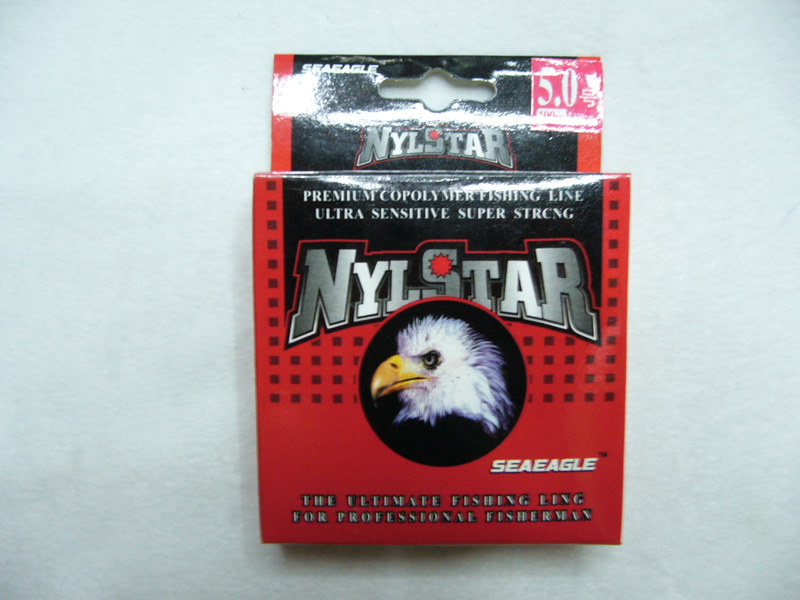 SEAEAGLE
5.0号
NYLSTAR
PREMIUM COPOLYMER FISHING LINE
ULTRA SENSITIVE SUPER STRCNG
NYLSTAR
SEAEAGLE™
THE ULTIMATE FISHING LING
FOR PROFESSIONAL FISHERMAN